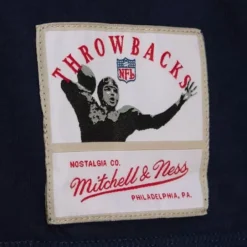 THROWBACKS
NFL
NOSTALGIA CO.
Mitchell & Ness
PHILADELPHIA, PA.